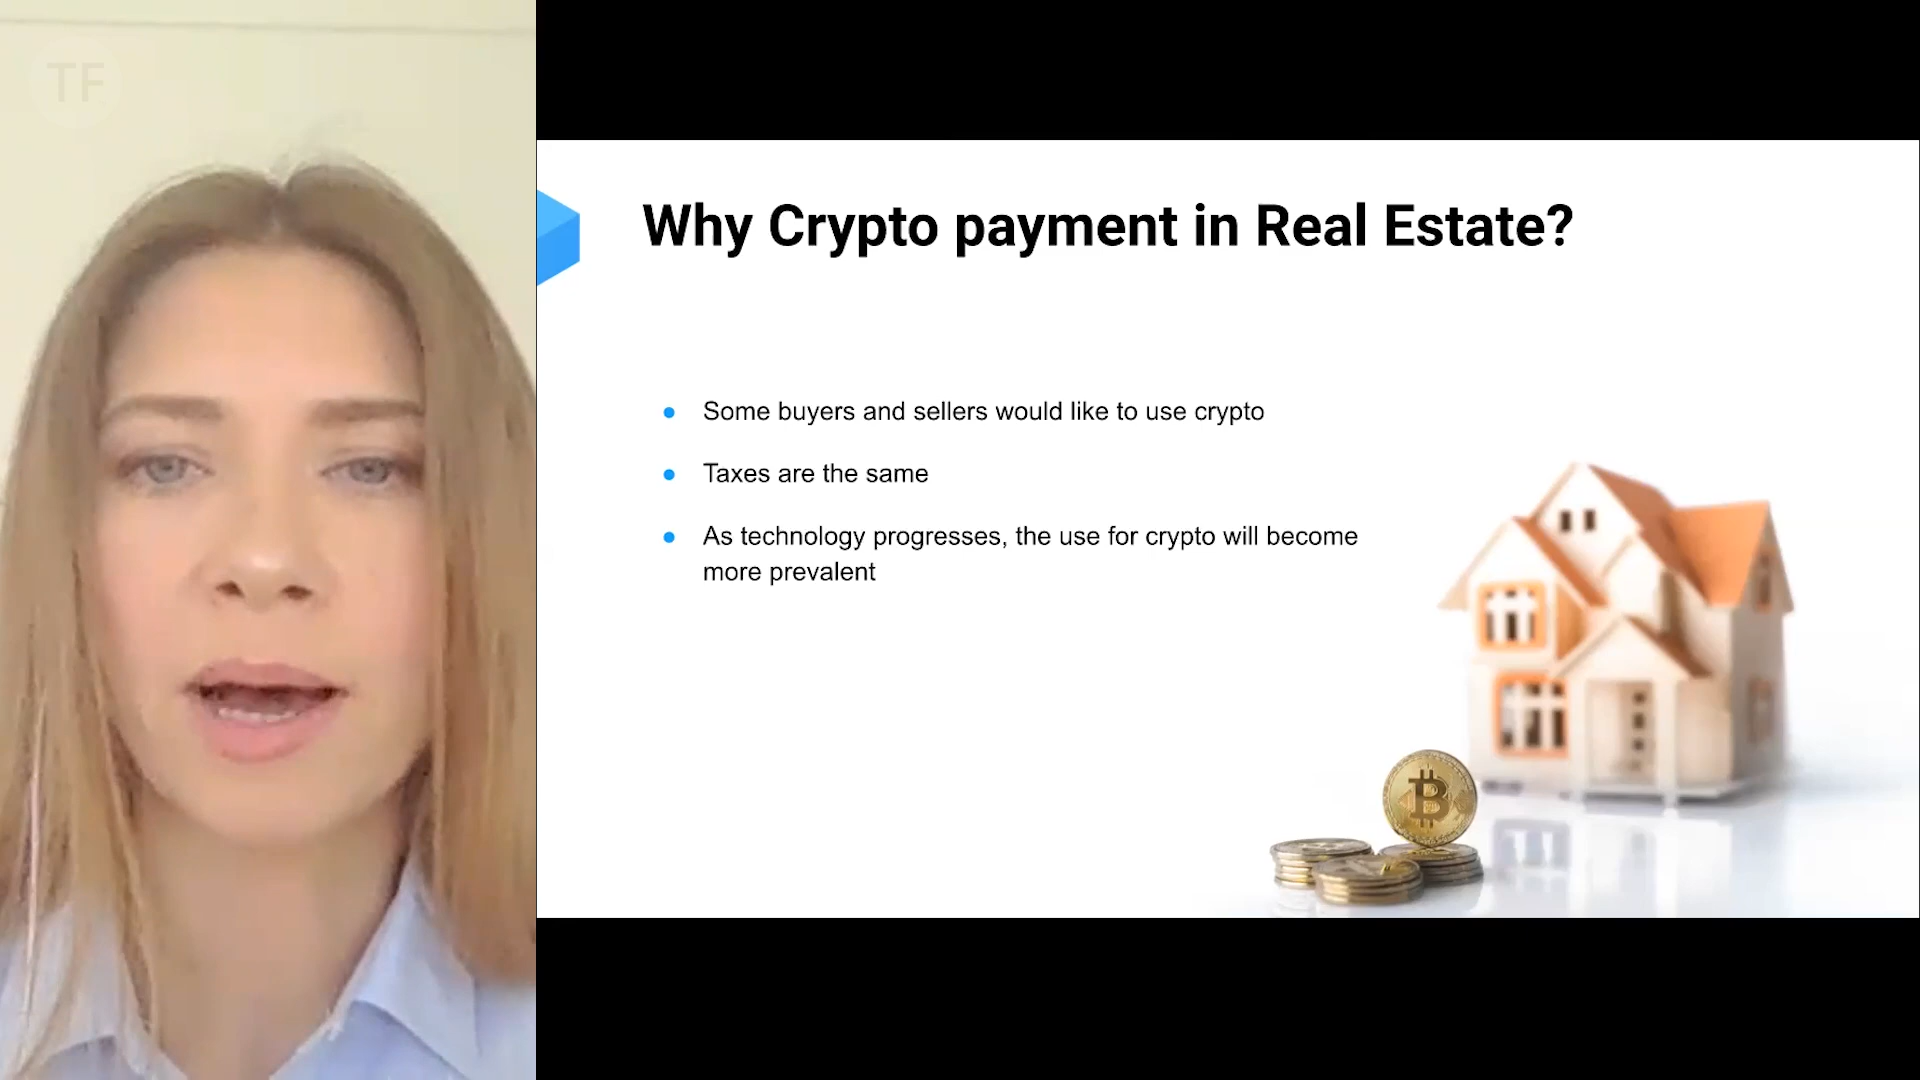 TF
Why Crypto payment in Real Estate?
Some buyers and sellers would like to use crypto
Taxes are the same
As technology progresses, the use for crypto will become
more prevalent